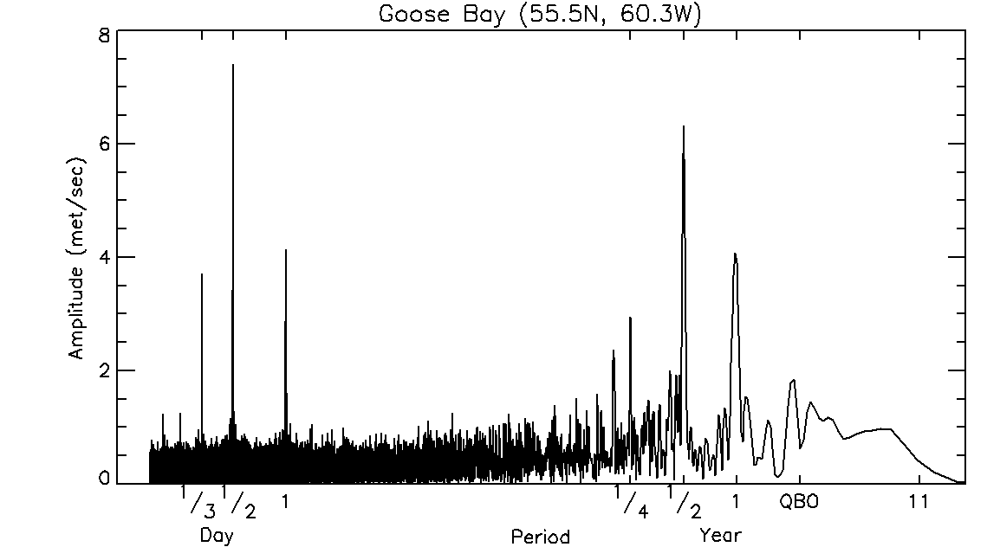 Goose Bay (55.5N, 60.3W)
8
6
4
2
0
Amplitude (met/sec)
1/3 1/2 1 1/4 1/2 1 QBO 11
Day Period Year